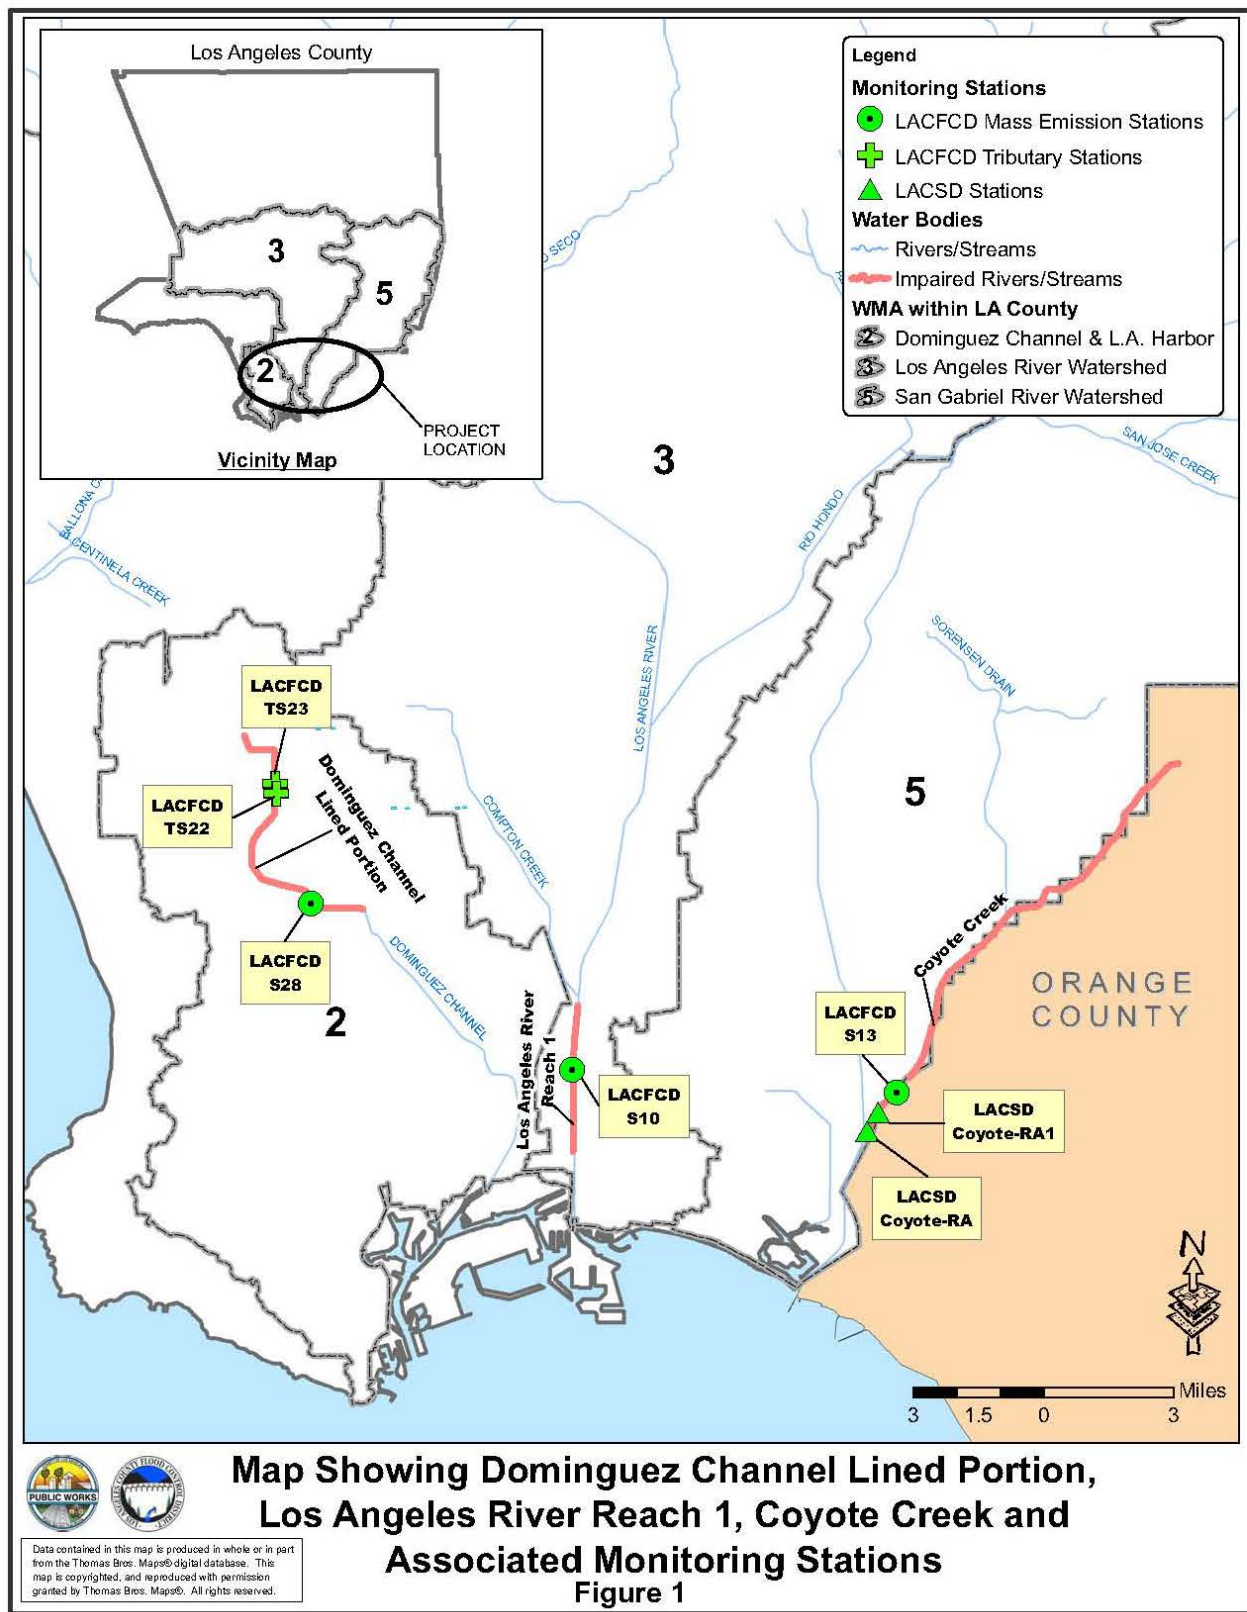 Los Angeles County
3
5
2
PROJECT
LOCATION
Vicinity Map
Legend
Monitoring Stations
LACFCD Mass Emission Stations
LACFCD Tributary Stations
LACSD Stations
Water Bodies
Rivers/Streams
Impaired Rivers/Streams
WMA within LA County
2 Dominguez Channel & L.A. Harbor
3 Los Angeles River Watershed
5 San Gabriel River Watershed
SECO
SAN JOSE CREEK
3
RIO HONDO
CENTINELA CREEK
LOS ANGELES RIVER
SORENSEN DRAIN
LACFCD
TS23
LACFCD
TS22
Dominguez Channel
Lined Portion
COMPTON CREEK
5
LACFCD
S28
DOMINGUEZ CHANNEL
2
Coyote Creek
ORANGE
COUNTY
LACFCD
S13
Los Angeles River
Reach 1
LACFCD
S10
LACSD
Coyote-RA1
LACSD
Coyote-RA
N
Miles
3 1.5 0 3
PUBLIC WORKS
Map Showing Dominguez Channel Lined Portion,
Los Angeles River Reach 1, Coyote Creek and
Associated Monitoring Stations
Figure 1
Data contained in this map is produced in whole or in part
from the Thomas Bros. Maps® digital database. This
map is copyrighted, and reproduced with permission
granted by Thomas Bros. Maps®. All rights reserved.